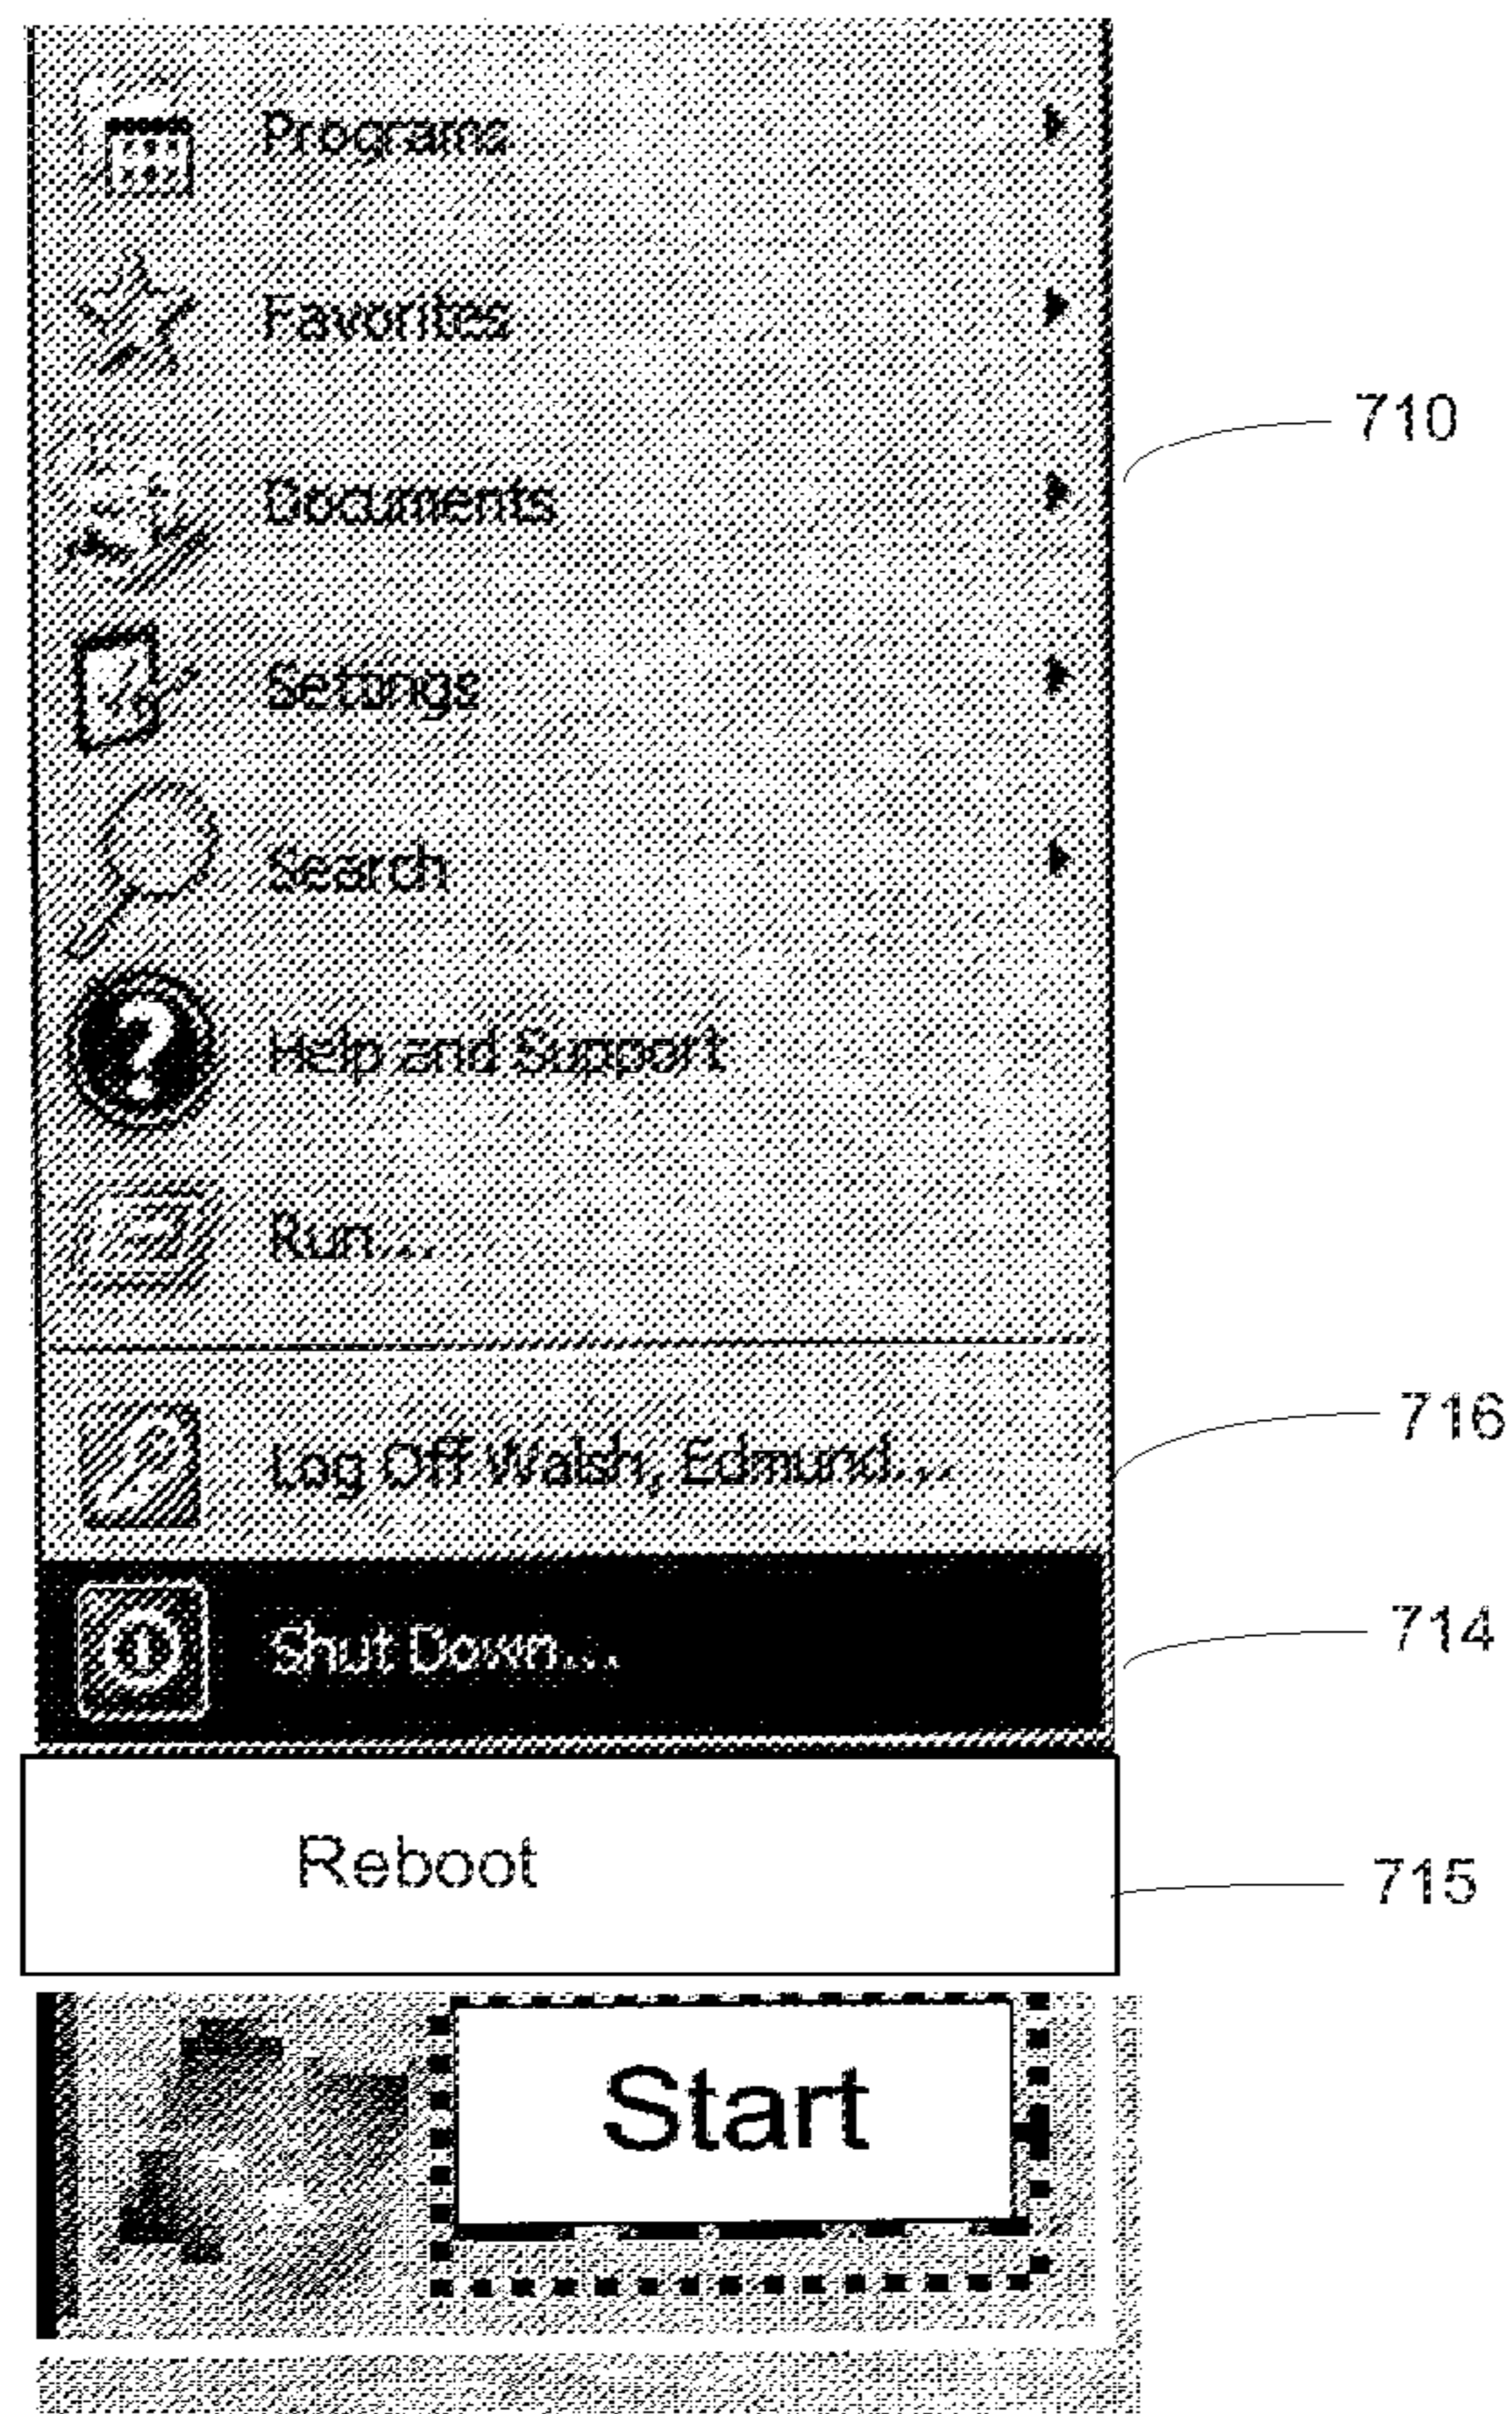 Programs
Favorites
Documents
710
Settings
Search
Help and Support
Run...
716
Log Off Walsh, Edmund...
Shut Down...
714
Reboot
715
Start